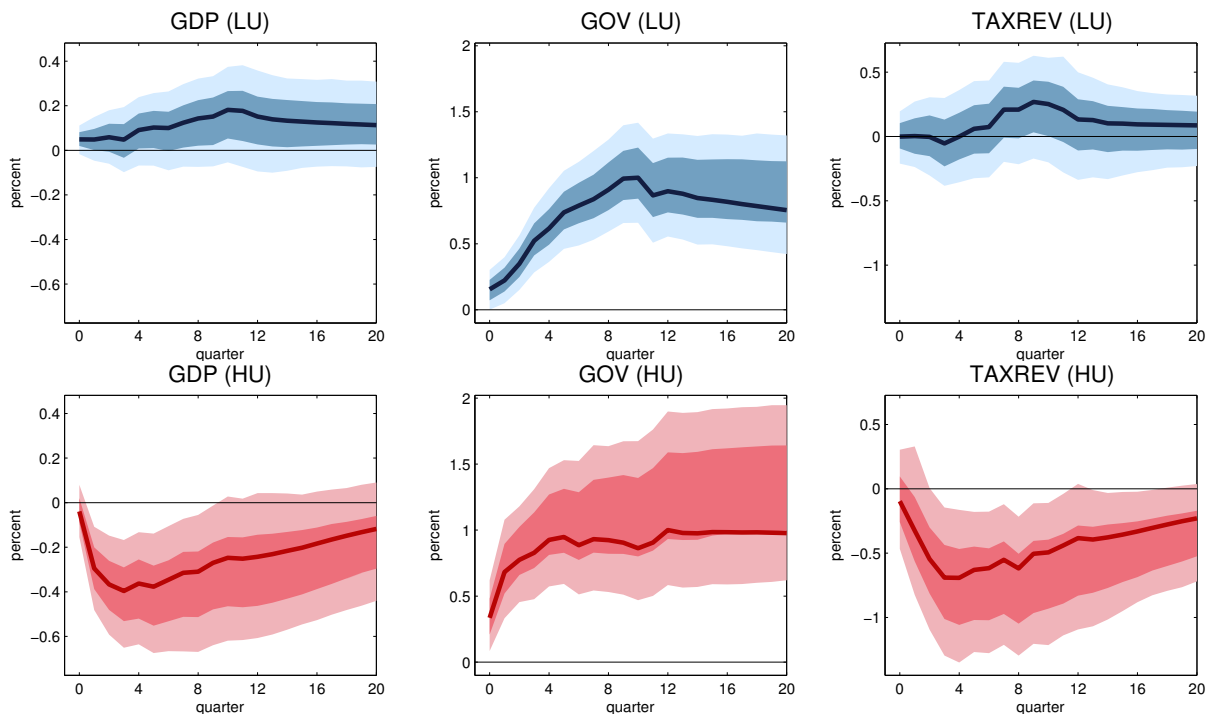 GDP (LU)
0.4
0.2
0
−0.2
−0.4
−0.6
percent
0 4 8 12 16 20
quarter
GOV (LU)
2
1.5
1
0.5
0
percent
0 4 8 12 16 20
quarter
TAXREV (LU)
0.5
0
−0.5
−1
percent
0 4 8 12 16 20
quarter
GDP (HU)
0.4
0.2
0
−0.2
−0.4
−0.6
percent
0 4 8 12 16 20
quarter
GOV (HU)
2
1.5
1
0.5
0
percent
0 4 8 12 16 20
quarter
TAXREV (HU)
0.5
0
−0.5
−1
percent
0 4 8 12 16 20
quarter